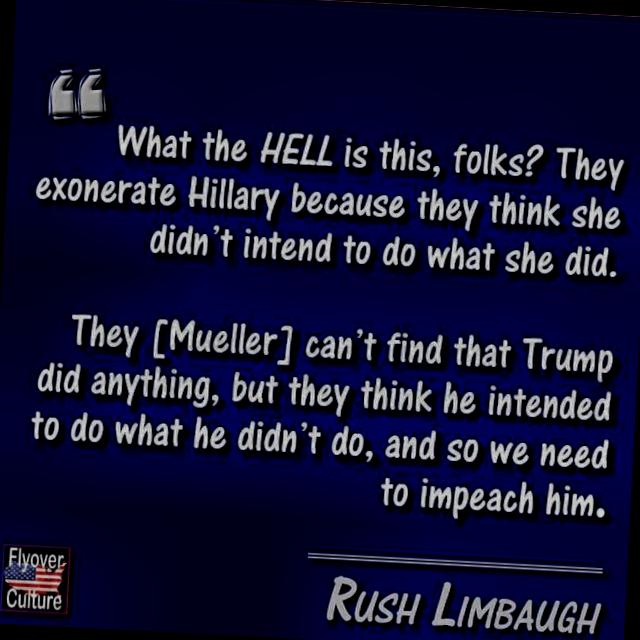 “
What the HELL is this, folks? They
exonerate Hillary because they think she
didn't intend to do what she did.
They [Mueller] can't find that Trump
did anything, but they think he intended
to do what he didn't do, and so we need
to impeach him.
Rush Limbaugh
Flyover
Culture